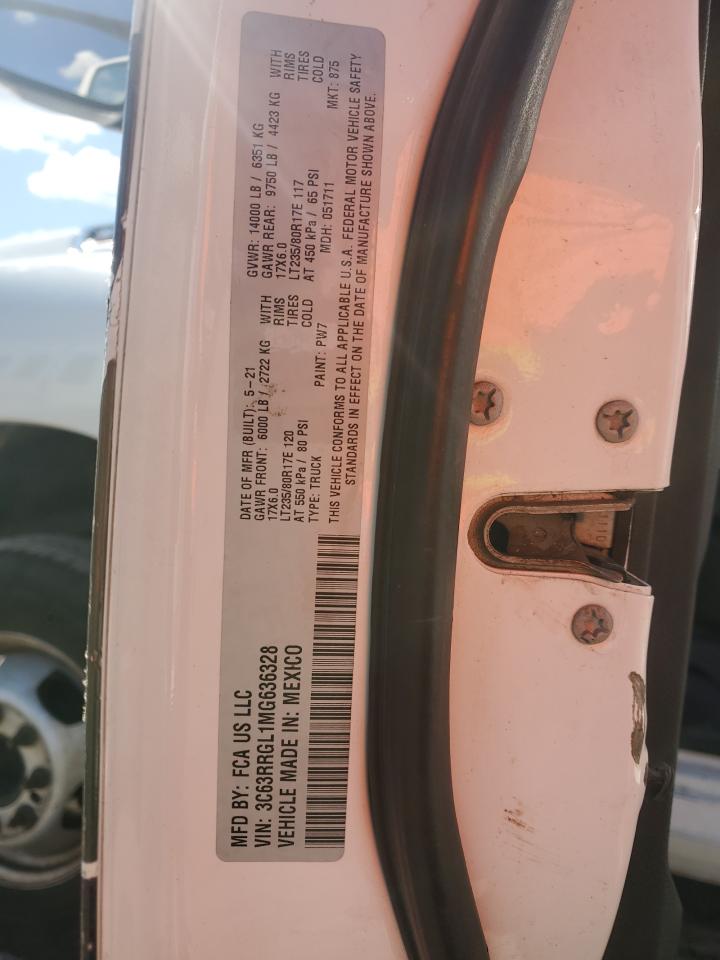 MFD BY: FCA US LLC
VIN: 3C63RRGL1MG636328
VEHICLE MADE IN: MEXICO
DATE OF MFR (BUILT): 5-21 GVWR: 14000 LB / 6351 KG
GAWR FRONT: 6000 LB / 2722 KG WITH GAWR REAR: 9750 LB / 4423 KG WITH
17X6.0 RIMS 17X6.0 RIMS
LT235/80R17E 120 TIRES LT235/80R17E 117 TIRES
AT 550 kPa / 80 PSI COLD AT 450 kPa / 65 PSI COLD
TYPE: TRUCK PAINT: PW7 MDH: 051711 MKT: 875
THIS VEHICLE CONFORMS TO ALL APPLICABLE U.S.A. FEDERAL MOTOR VEHICLE SAFETY
STANDARDS IN EFFECT ON THE DATE OF MANUFACTURE SHOWN ABOVE.